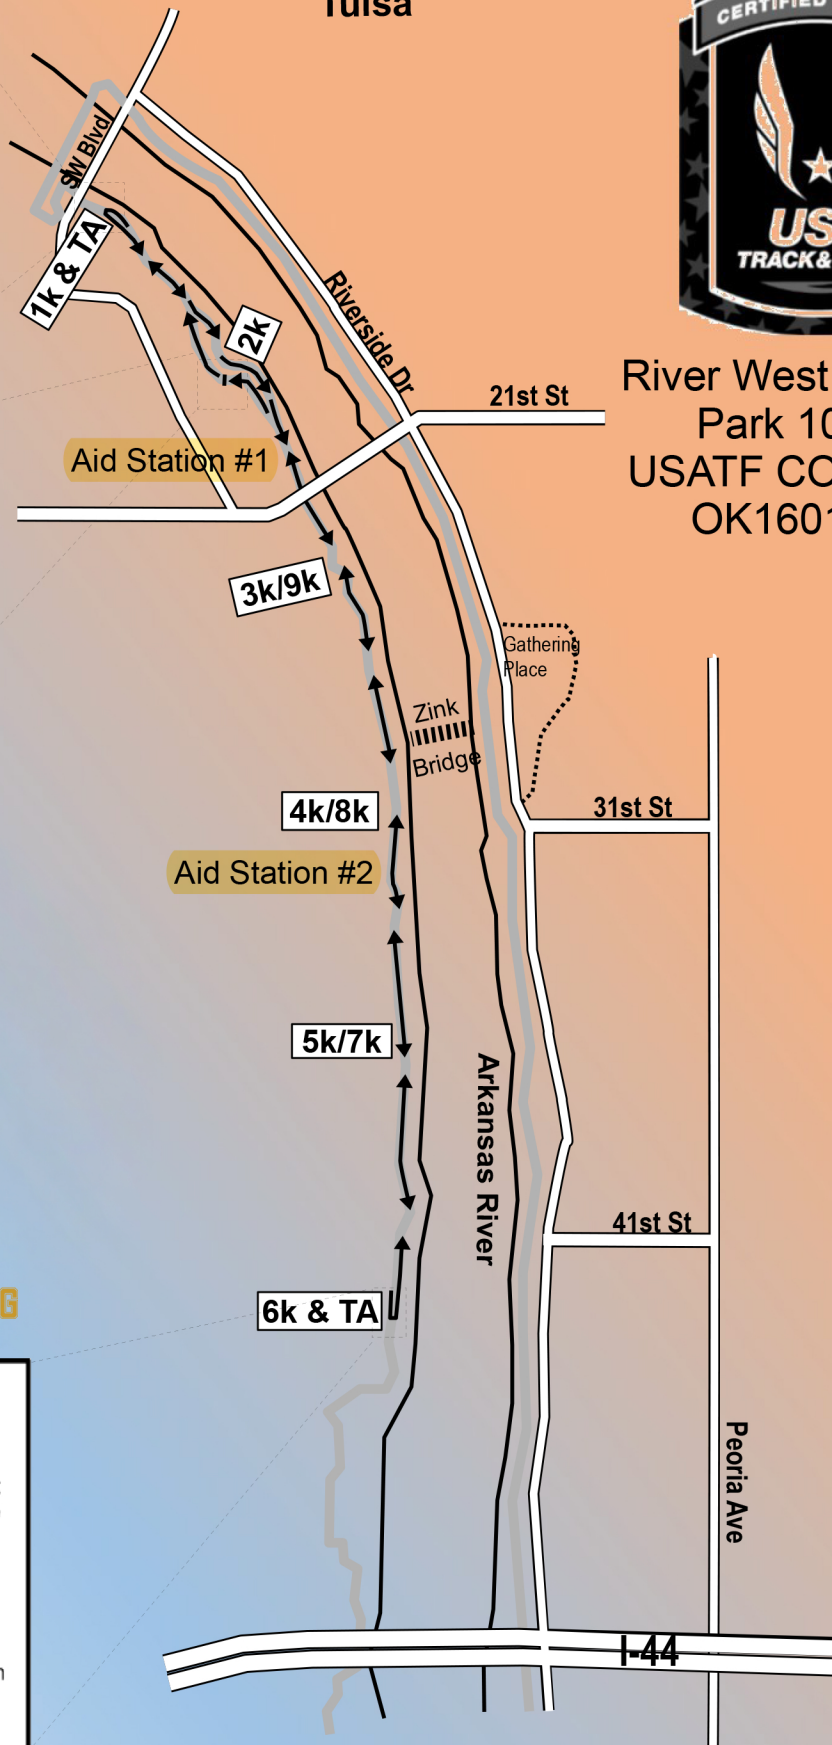 Tulsa
CERTIFIED
SW Blvd
US
TRACK &
1k & TA
2k
Riverside Dr
River West
Park 10
21st St
Aid Station #1
USATF CO
OK1601
3k/9k
Gathering
Place
Zink
Bridge
4k/8k
31st St
Aid Station #2
5k/7k
Arkansas River
41st St
G
6k & TA
Peoria Ave
I-44